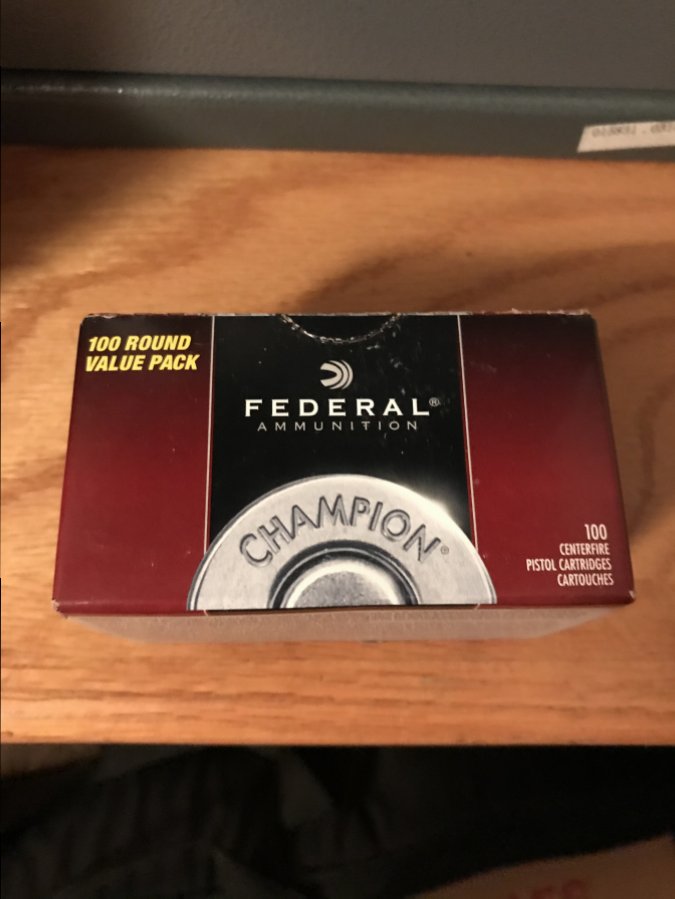 100 ROUND
VALUE PACK
FEDERAL®
AMMUNITION
CHAMPION®
100
CENTERFIRE
PISTOL CARTRIDGES
CARTOUCHES